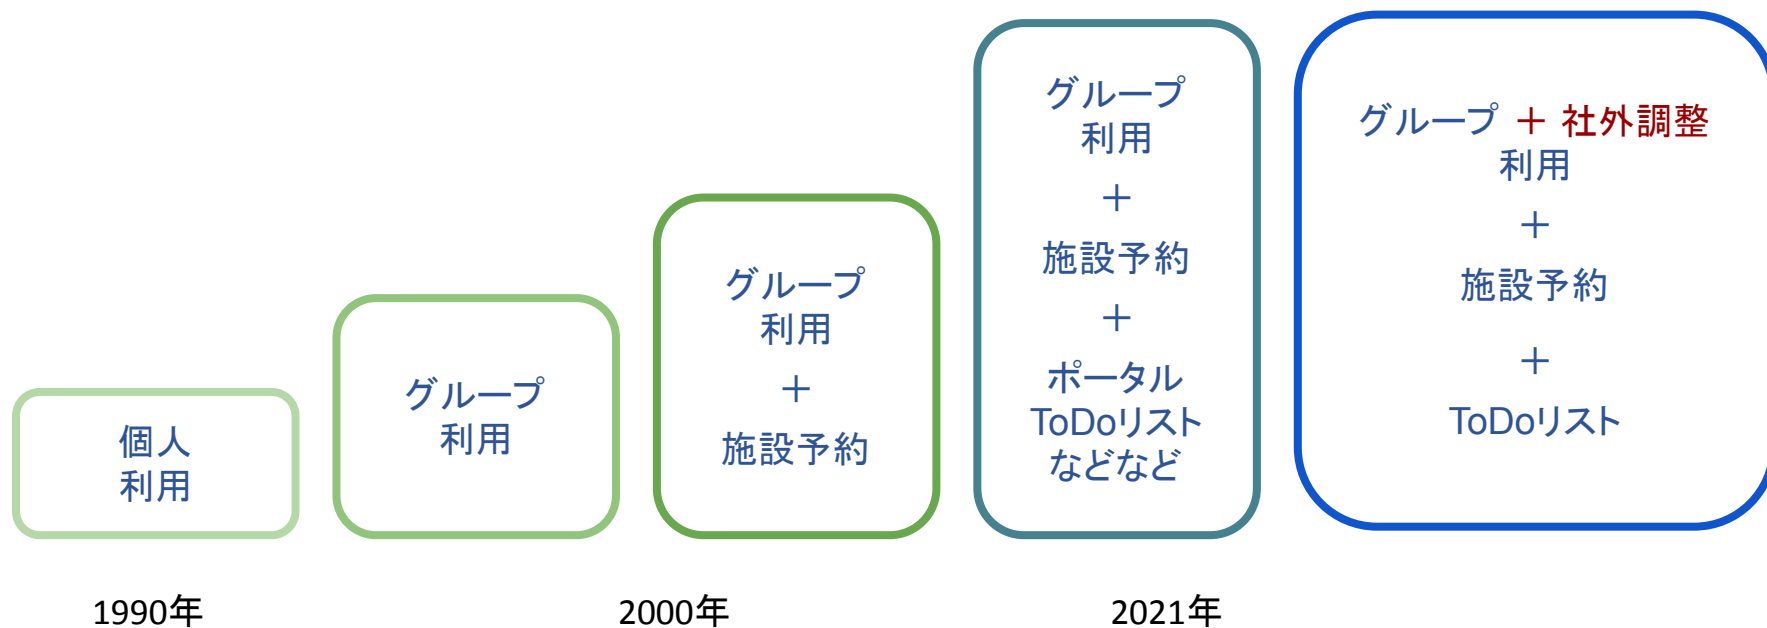 個人
利用
グループ
利用
グループ
利用
＋
施設予約
グループ
利用
＋
施設予約
＋
ポータル
ToDoリスト
などなど
グループ ＋ 社外調整
利用
＋
施設予約
＋
ToDoリスト
1990年
2000年
2021年